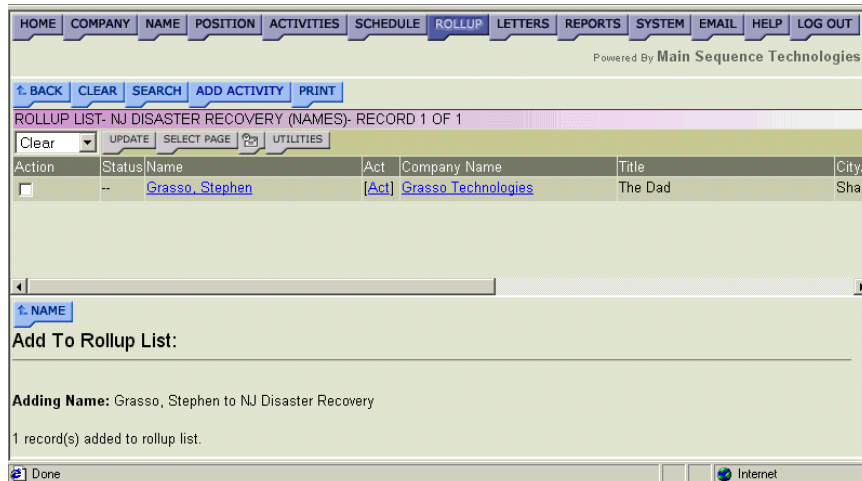 HOME COMPANY NAME POSITION ACTIVITIES SCHEDULE ROLLUP LETTERS REPORTS SYSTEM EMAIL HELP LOG OUT
Powered By Main Sequence Technologies
BACK CLEAR SEARCH ADD ACTIVITY PRINT
ROLLUP LIST- NJ DISASTER RECOVERY (NAMES)- RECORD 1 OF 1
Clear UPDATE SELECT PAGE UTILITIES
Action Status Name Act Company Name Title City
-- Grasso, Stephen [Act] Grasso Technologies The Dad Sha
NAME
Add To Rollup List:
Adding Name: Grasso, Stephen to NJ Disaster Recovery
1 record(s) added to rollup list.
Done Internet